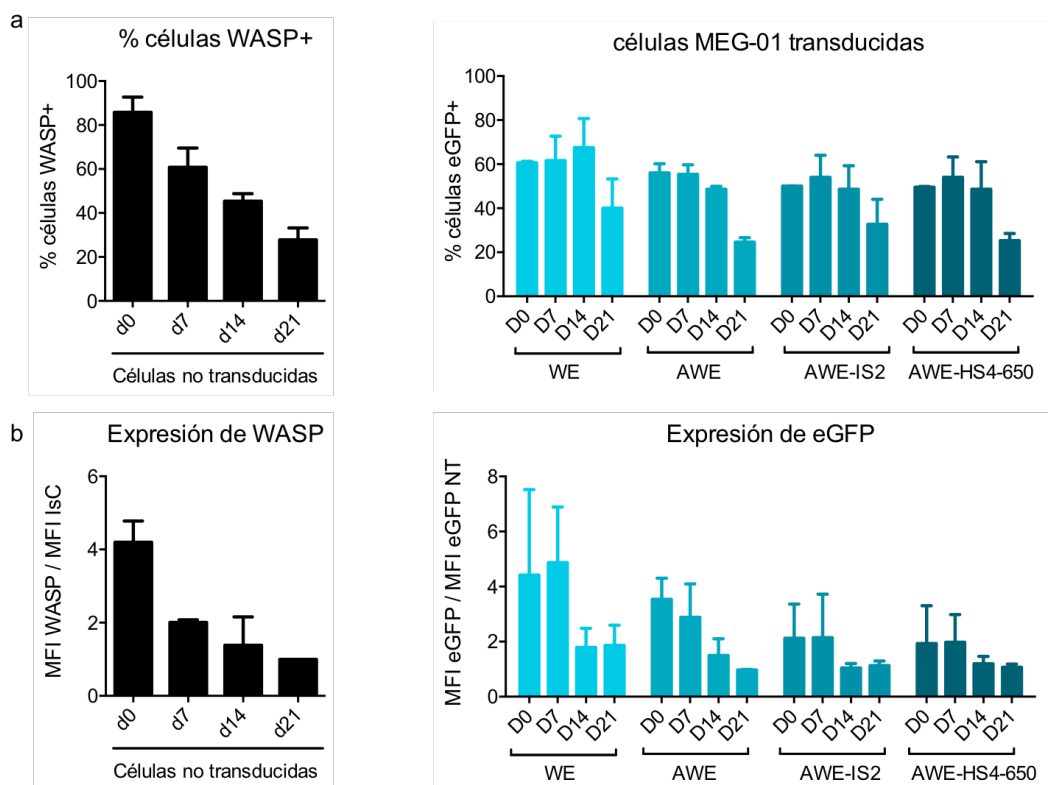 a
% células WASP+
% células WASP+
100
80
60
40
20
0
d0
d7
d14
d21
Células no transducidas
células MEG-01 transducidas
% células eGFP+
100
80
60
40
20
0
D0
D7
D14
D21
D0
D7
D14
D21
D0
D7
D14
D21
D0
D7
D14
D21
WE
AWE
AWE-IS2
AWE-HS4-650
b
Expresión de WASP
MFI WASP / MFI IsC
6
4
2
0
d0
d7
d14
d21
Células no transducidas
Expresión de eGFP
MFI eGFP / MFI eGFP NT
8
6
4
2
0
D0
D7
D14
D21
D0
D7
D14
D21
D0
D7
D14
D21
D0
D7
D14
D21
WE
AWE
AWE-IS2
AWE-HS4-650